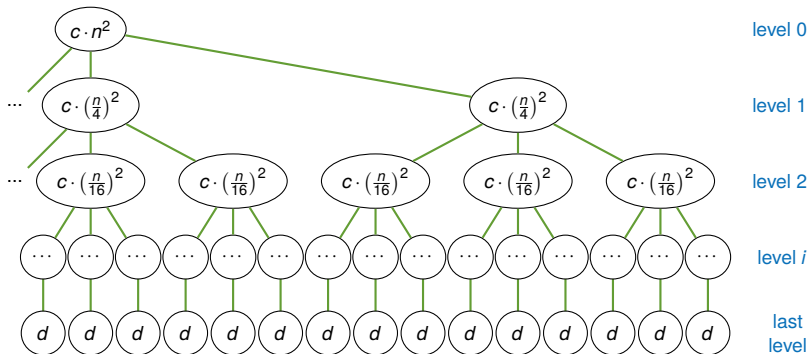 c · n² level 0
... c · (n/4)² c · (n/4)² level 1
... c · (n/16)² c · (n/16)² c · (n/16)² c · (n/16)² c · (n/16)² level 2
... ... ... ... ... ... ... ... ... ... ... ... ... ... ... level i
d d d d d d d d d d d d d d d last
level